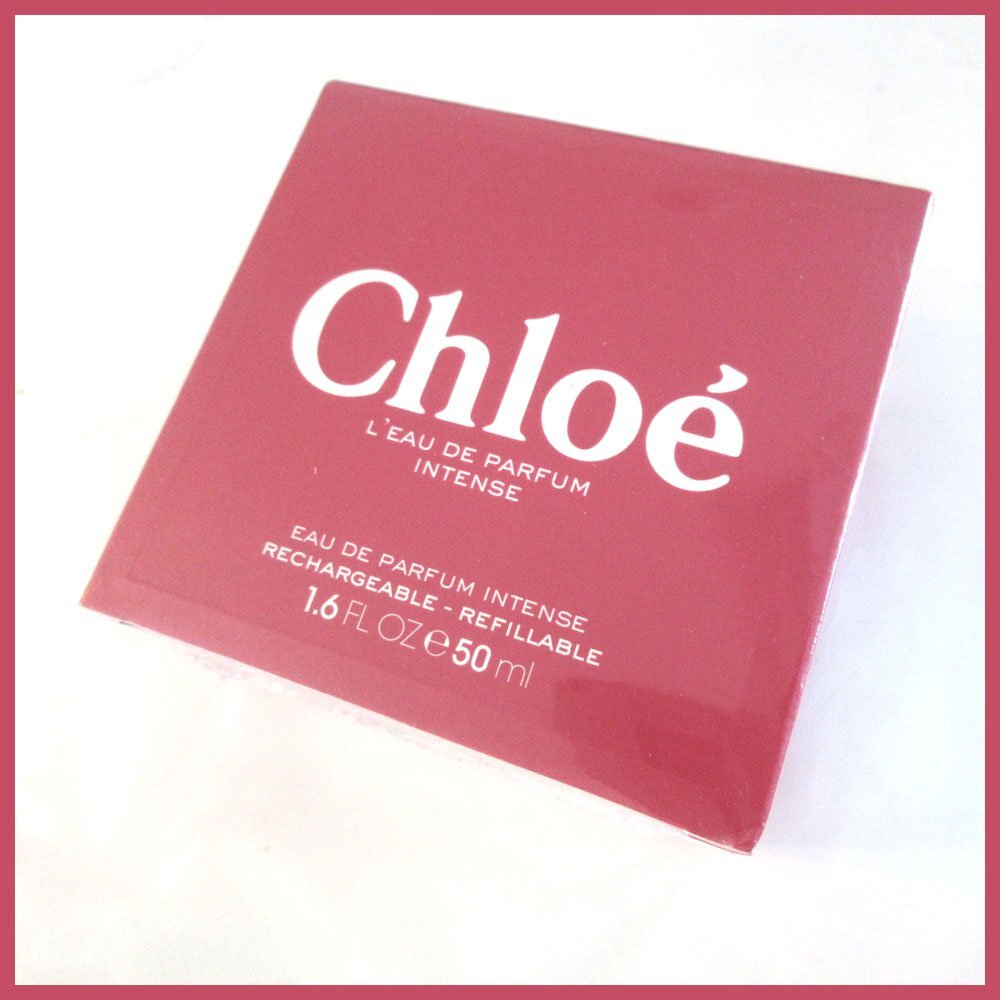 Chloé
L'EAU DE PARFUM
INTENSE
EAU DE PARFUM INTENSE
RECHARGEABLE - REFILLABLE
1.6 FL OZ ℮ 50 ml